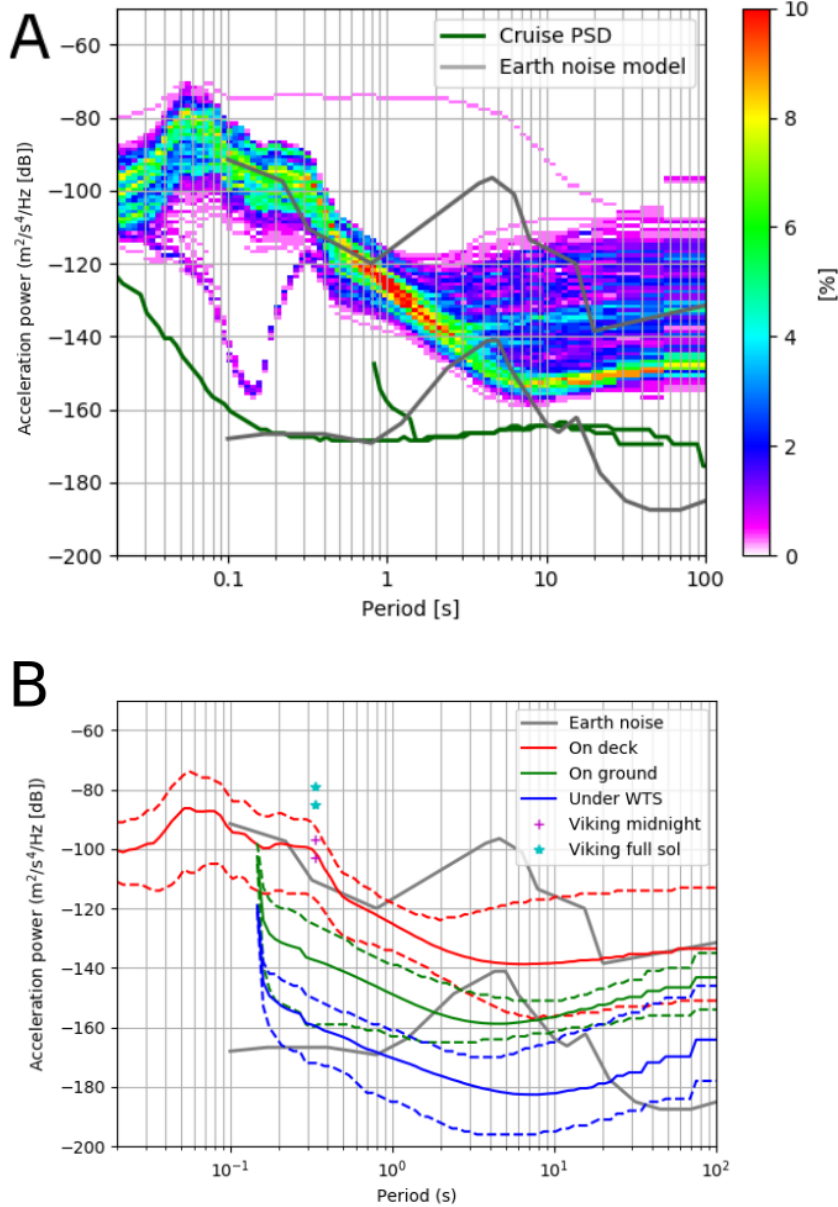 A
Acceleration power (m²/s⁴/Hz [dB])
−60
−80
−100
−120
−140
−160
−180
−200
Cruise PSD
Earth noise model
0.1
1
10
100
Period [s]
10
8
6
4
2
0
[%]
B
Acceleration power (m²/s⁴/Hz [dB])
−60
−80
−100
−120
−140
−160
−180
−200
Earth noise
On deck
On ground
Under WTS
Viking midnight
Viking full sol
10⁻¹
10⁰
10¹
10²
Period (s)